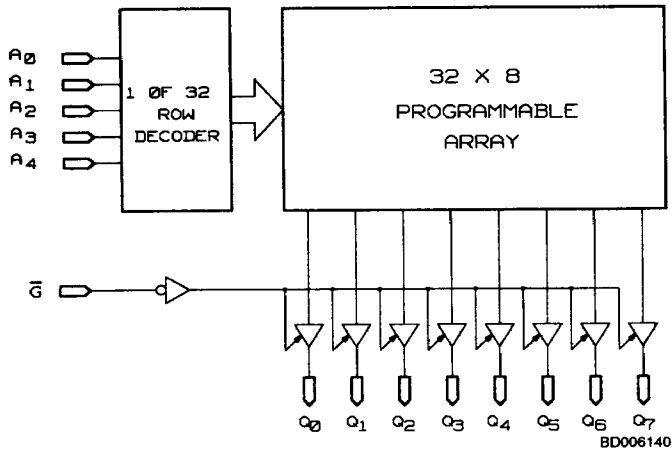 A0
A1
A2
A3
A4
1 0F 32
ROW
DECODER
32 X 8
PROGRAMMABLE
ARRAY
G̅
Q0 Q1 Q2 Q3 Q4 Q5 Q6 Q7
BD006140